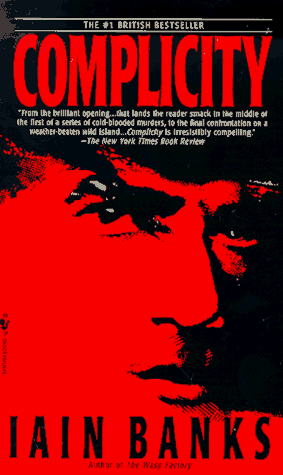 THE #1 BRITISH BESTSELLER
COMPLICITY
"From the brilliant opening...that lands the reader smack in the middle of
the first of a series of cold-blooded murders, to the final confrontation on a
weather-beaten wild island...Complicity is irresistibly compelling."
—The New York Times Book Review
IAIN BANKS
Author of The Wasp Factory